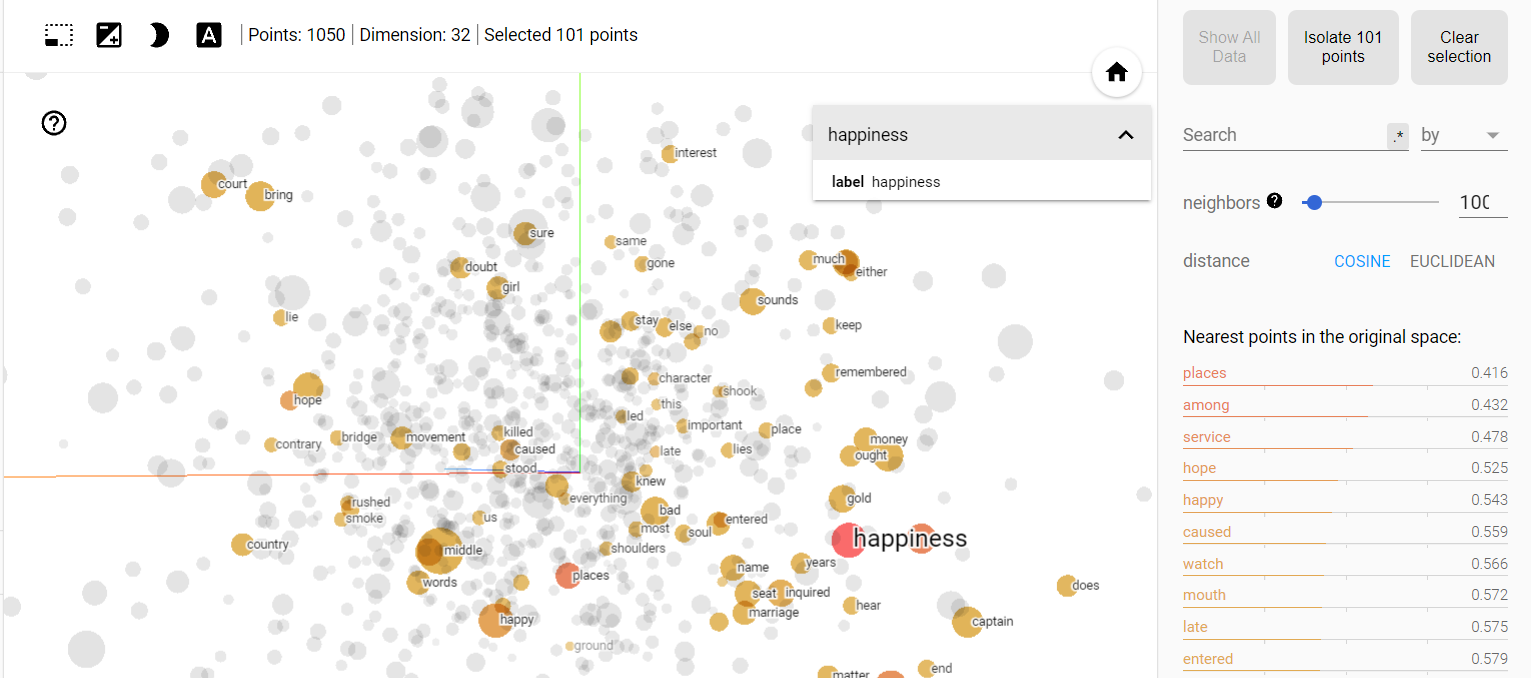 A Points: 1050 Dimension: 32 Selected 101 points
Show All Data
Isolate 101 points
Clear selection
happiness
label happiness
Search .* by
neighbors ? 100
distance COSINE EUCLIDEAN
Nearest points in the original space:
places 0.416
among 0.432
service 0.478
hope 0.525
happy 0.543
caused 0.559
watch 0.566
mouth 0.572
late 0.575
entered 0.579
?
interest
court
bring
sure
same
doubt
gone
much
either
girl
sounds
lie
stay
else
no
keep
remembered
character
shook
hope
this
led
important
place
contrary
bridge
movement
killed
money
caused
late
lies
ought
stood
knew
everything
gold
rushed
smoke
us
bad
most
soul
entered
happiness
country
middle
shoulders
years
name
places
words
seat
inquired
does
hear
marriage
happy
captain
ground
end
matter